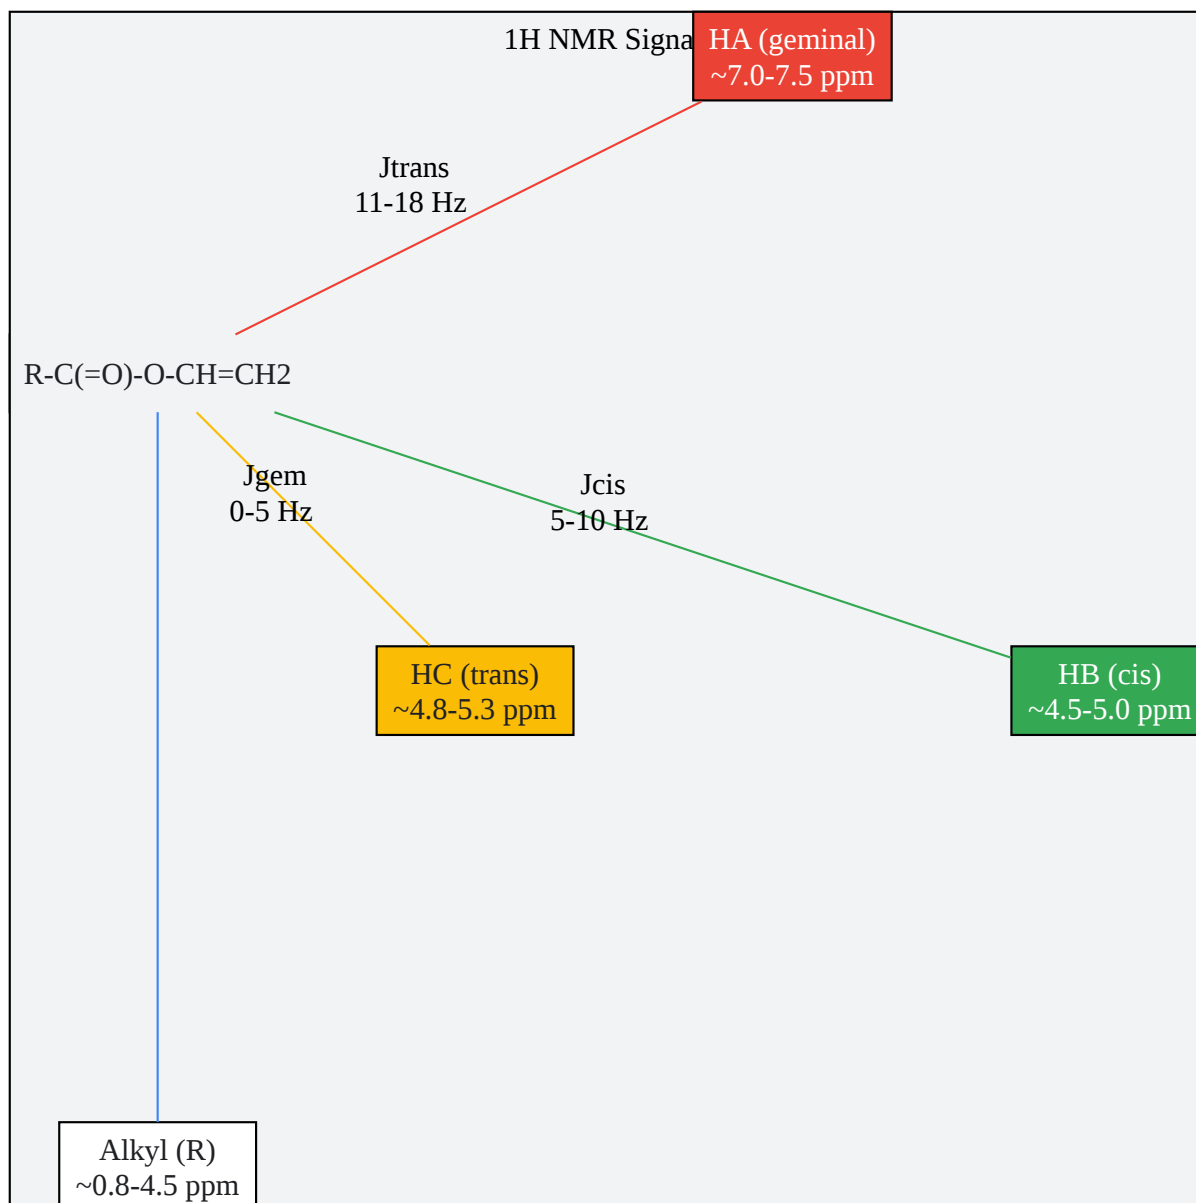 1H NMR Signa
HA (geminal)
~7.0-7.5 ppm
Jtrans
11-18 Hz
R-C(=O)-O-CH=CH2
Jgem
0-5 Hz
Jcis
5-10 Hz
HC (trans)
~4.8-5.3 ppm
HB (cis)
~4.5-5.0 ppm
Alkyl (R)
~0.8-4.5 ppm